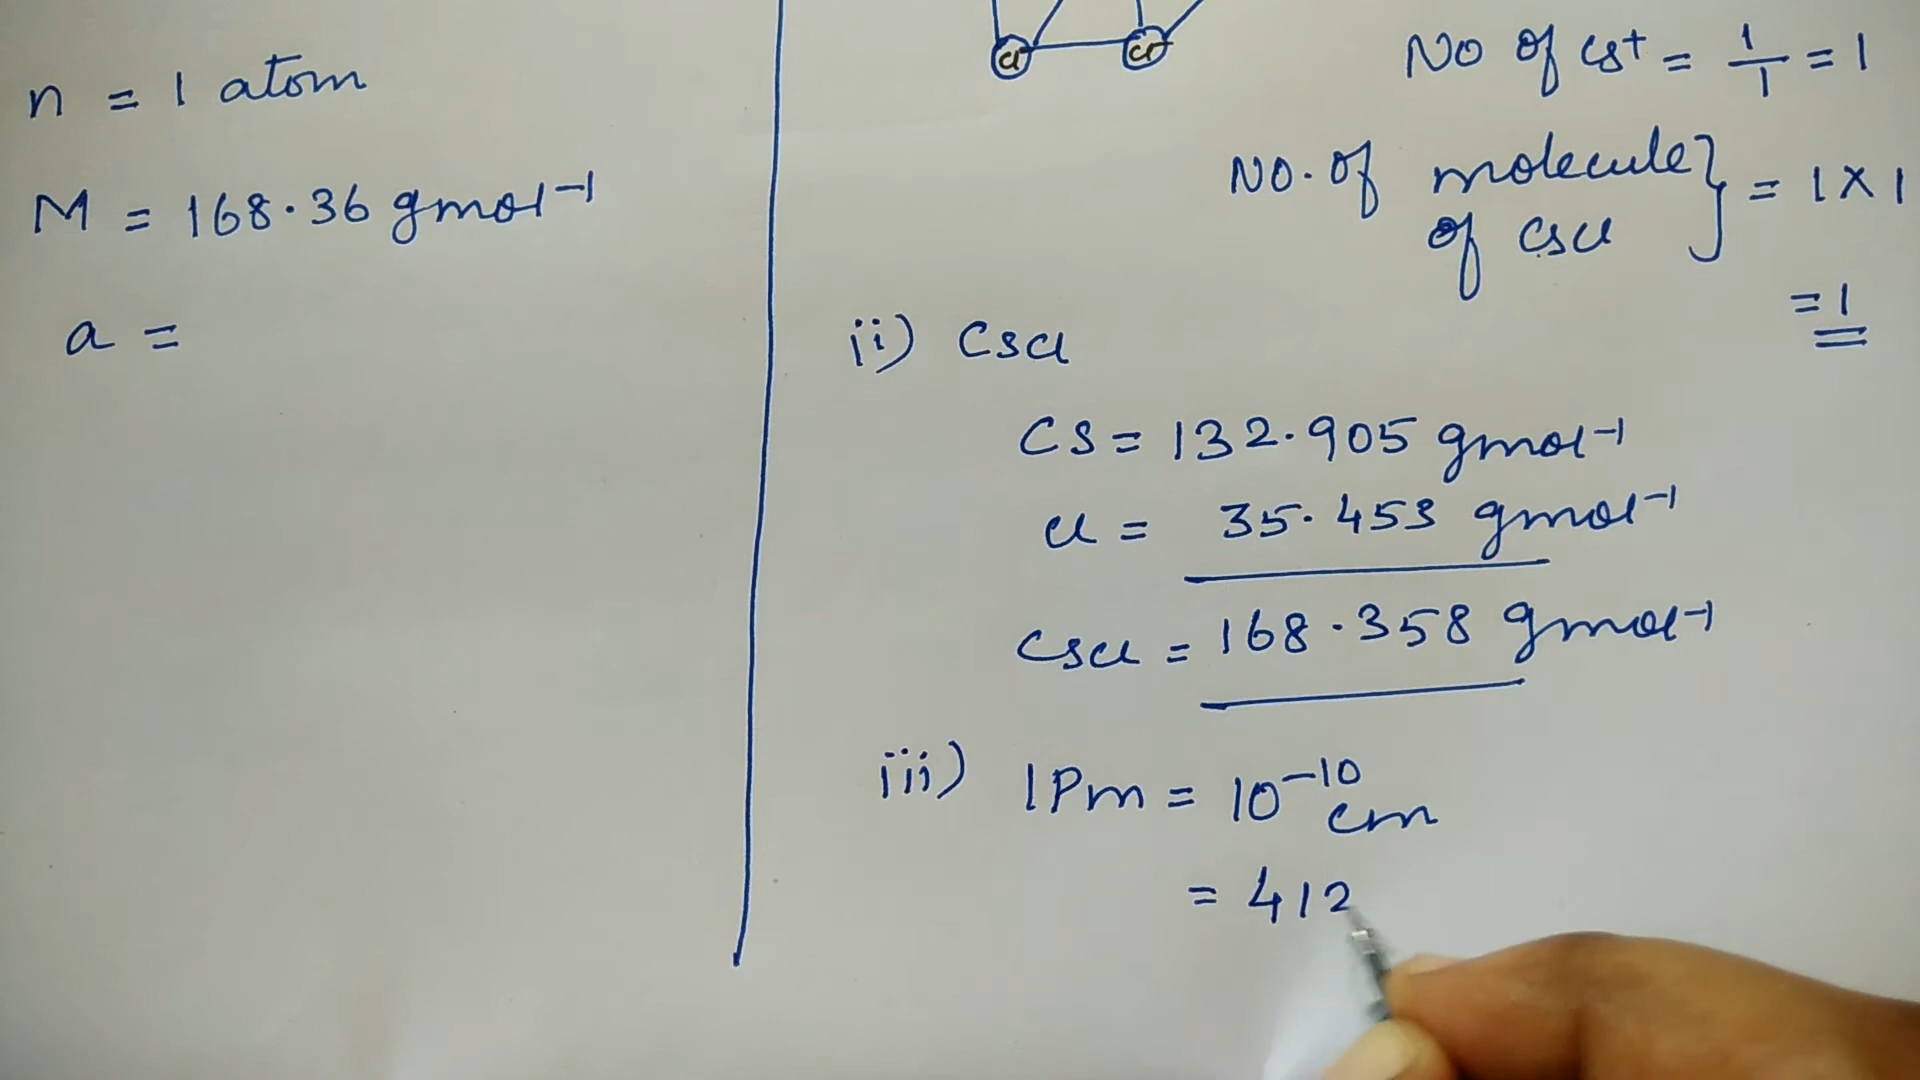 n = 1 atom
M = 168.36 gmol⁻¹
a =
Cl Cl
No of Cs⁺ = 1/1 = 1
No. of molecule of CsCl } = 1 X 1
= 1
ii) CsCl
CS = 132.905 gmol⁻¹
Cl = 35.453 gmol⁻¹
CsCl = 168.358 gmol⁻¹
iii) 1Pm = 10⁻¹⁰ cm
= 412